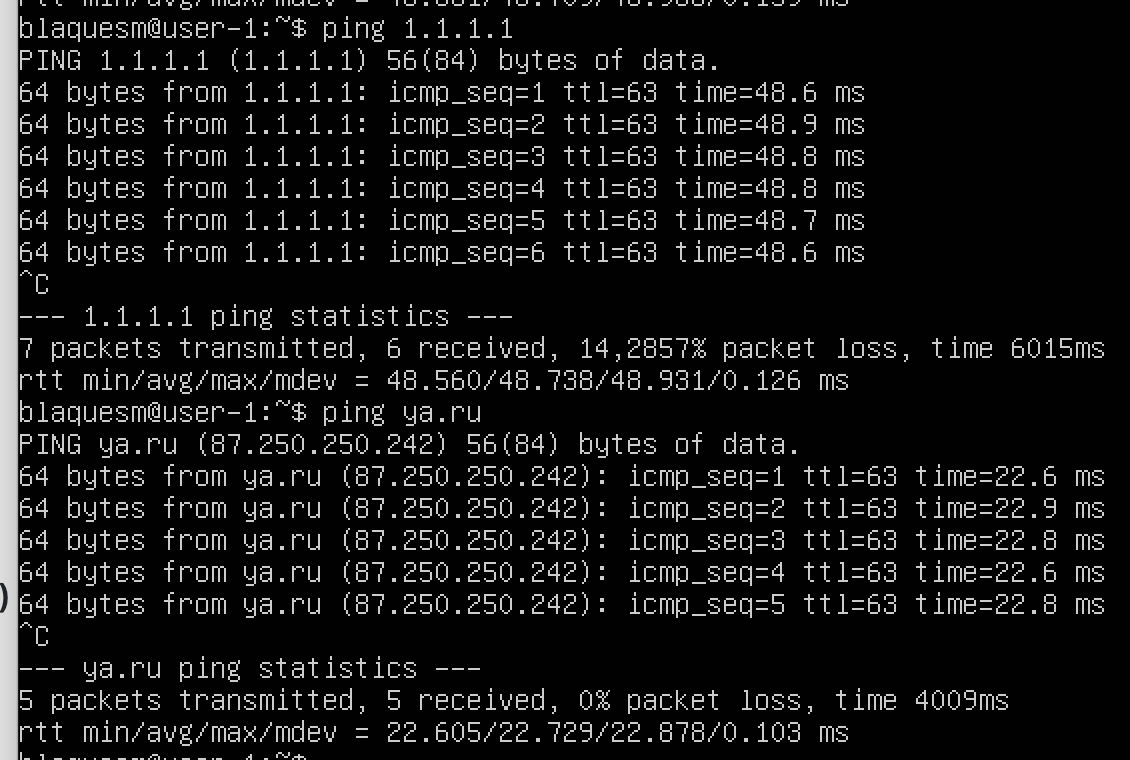 rtt min/avg/max/mdev = 48.661/48.769/48.988/0.139 ms
blaquesm@user-1:~$ ping 1.1.1.1
PING 1.1.1.1 (1.1.1.1) 56(84) bytes of data.
64 bytes from 1.1.1.1: icmp_seq=1 ttl=63 time=48.6 ms
64 bytes from 1.1.1.1: icmp_seq=2 ttl=63 time=48.9 ms
64 bytes from 1.1.1.1: icmp_seq=3 ttl=63 time=48.8 ms
64 bytes from 1.1.1.1: icmp_seq=4 ttl=63 time=48.8 ms
64 bytes from 1.1.1.1: icmp_seq=5 ttl=63 time=48.7 ms
64 bytes from 1.1.1.1: icmp_seq=6 ttl=63 time=48.6 ms
^C
--- 1.1.1.1 ping statistics ---
7 packets transmitted, 6 received, 14,2857% packet loss, time 6015ms
rtt min/avg/max/mdev = 48.560/48.738/48.931/0.126 ms
blaquesm@user-1:~$ ping ya.ru
PING ya.ru (87.250.250.242) 56(84) bytes of data.
64 bytes from ya.ru (87.250.250.242): icmp_seq=1 ttl=63 time=22.6 ms
64 bytes from ya.ru (87.250.250.242): icmp_seq=2 ttl=63 time=22.9 ms
64 bytes from ya.ru (87.250.250.242): icmp_seq=3 ttl=63 time=22.8 ms
64 bytes from ya.ru (87.250.250.242): icmp_seq=4 ttl=63 time=22.6 ms
)
64 bytes from ya.ru (87.250.250.242): icmp_seq=5 ttl=63 time=22.8 ms
^C
--- ya.ru ping statistics ---
5 packets transmitted, 5 received, 0% packet loss, time 4009ms
rtt min/avg/max/mdev = 22.605/22.729/22.878/0.103 ms
blaquesm@user-1:~$